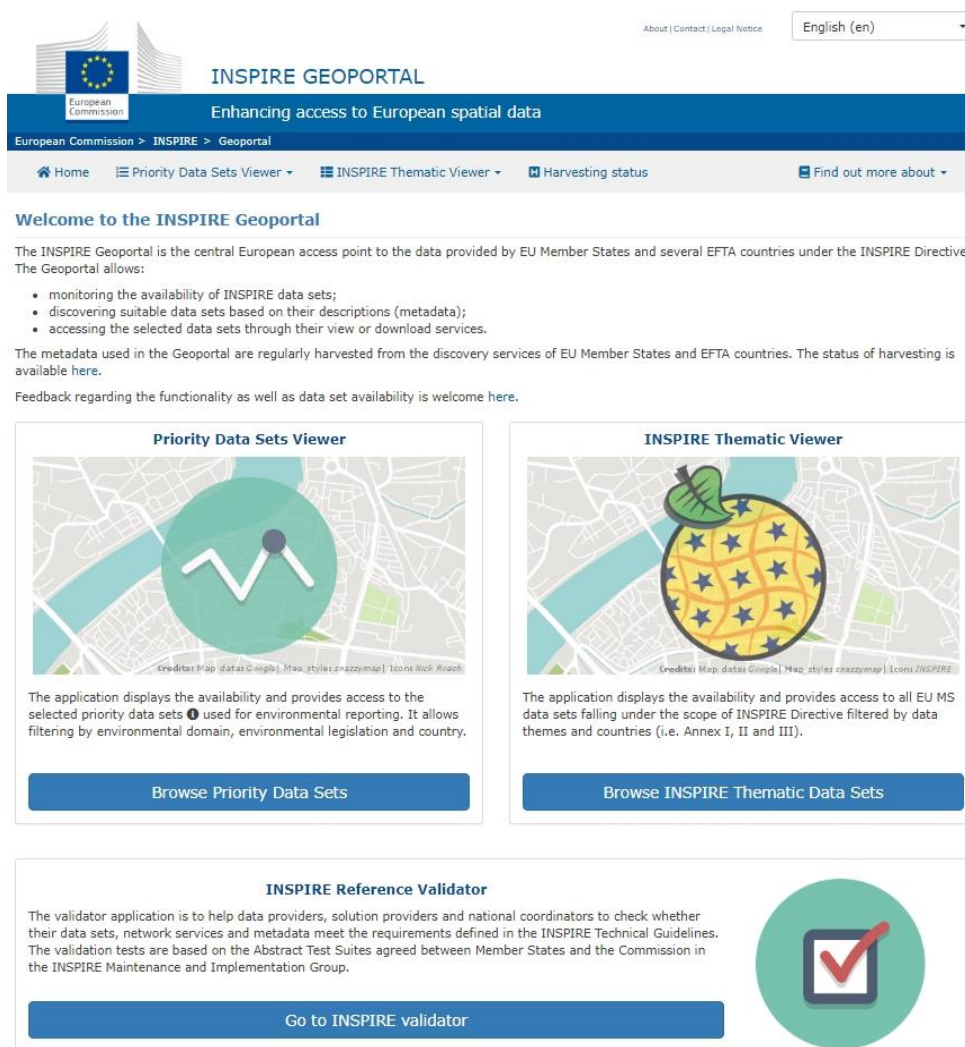 About | Contact | Legal Notice
English (en)
European
Commission
INSPIRE GEOPORTAL
Enhancing access to European spatial data
European Commission > INSPIRE > Geoportal
Home
Priority Data Sets Viewer
INSPIRE Thematic Viewer
Harvesting status
Find out more about
Welcome to the INSPIRE Geoportal
The INSPIRE Geoportal is the central European access point to the data provided by EU Member States and several EFTA countries under the INSPIRE Directive
The Geoportal allows:
• monitoring the availability of INSPIRE data sets;
• discovering suitable data sets based on their descriptions (metadata);
• accessing the selected data sets through their view or download services.
The metadata used in the Geoportal are regularly harvested from the discovery services of EU Member States and EFTA countries. The status of harvesting is
available here.
Feedback regarding the functionality as well as data set availability is welcome here.
Priority Data Sets Viewer
Credits: Map data: Google| Map style: snazzymap| Icon: Nick Roach
The application displays the availability and provides access to the
selected priority data sets used for environmental reporting. It allows
filtering by environmental domain, environmental legislation and country.
Browse Priority Data Sets
INSPIRE Thematic Viewer
Credits: Map data: Google| Map style: snazzymap| Icon: INSPIRE
The application displays the availability and provides access to all EU MS
data sets falling under the scope of INSPIRE Directive filtered by data
themes and countries (i.e. Annex I, II and III).
Browse INSPIRE Thematic Data Sets
INSPIRE Reference Validator
The validator application is to help data providers, solution providers and national coordinators to check whether
their data sets, network services and metadata meet the requirements defined in the INSPIRE Technical Guidelines.
The validation tests are based on the Abstract Test Suites agreed between Member States and the Commission in
the INSPIRE Maintenance and Implementation Group.
Go to INSPIRE validator